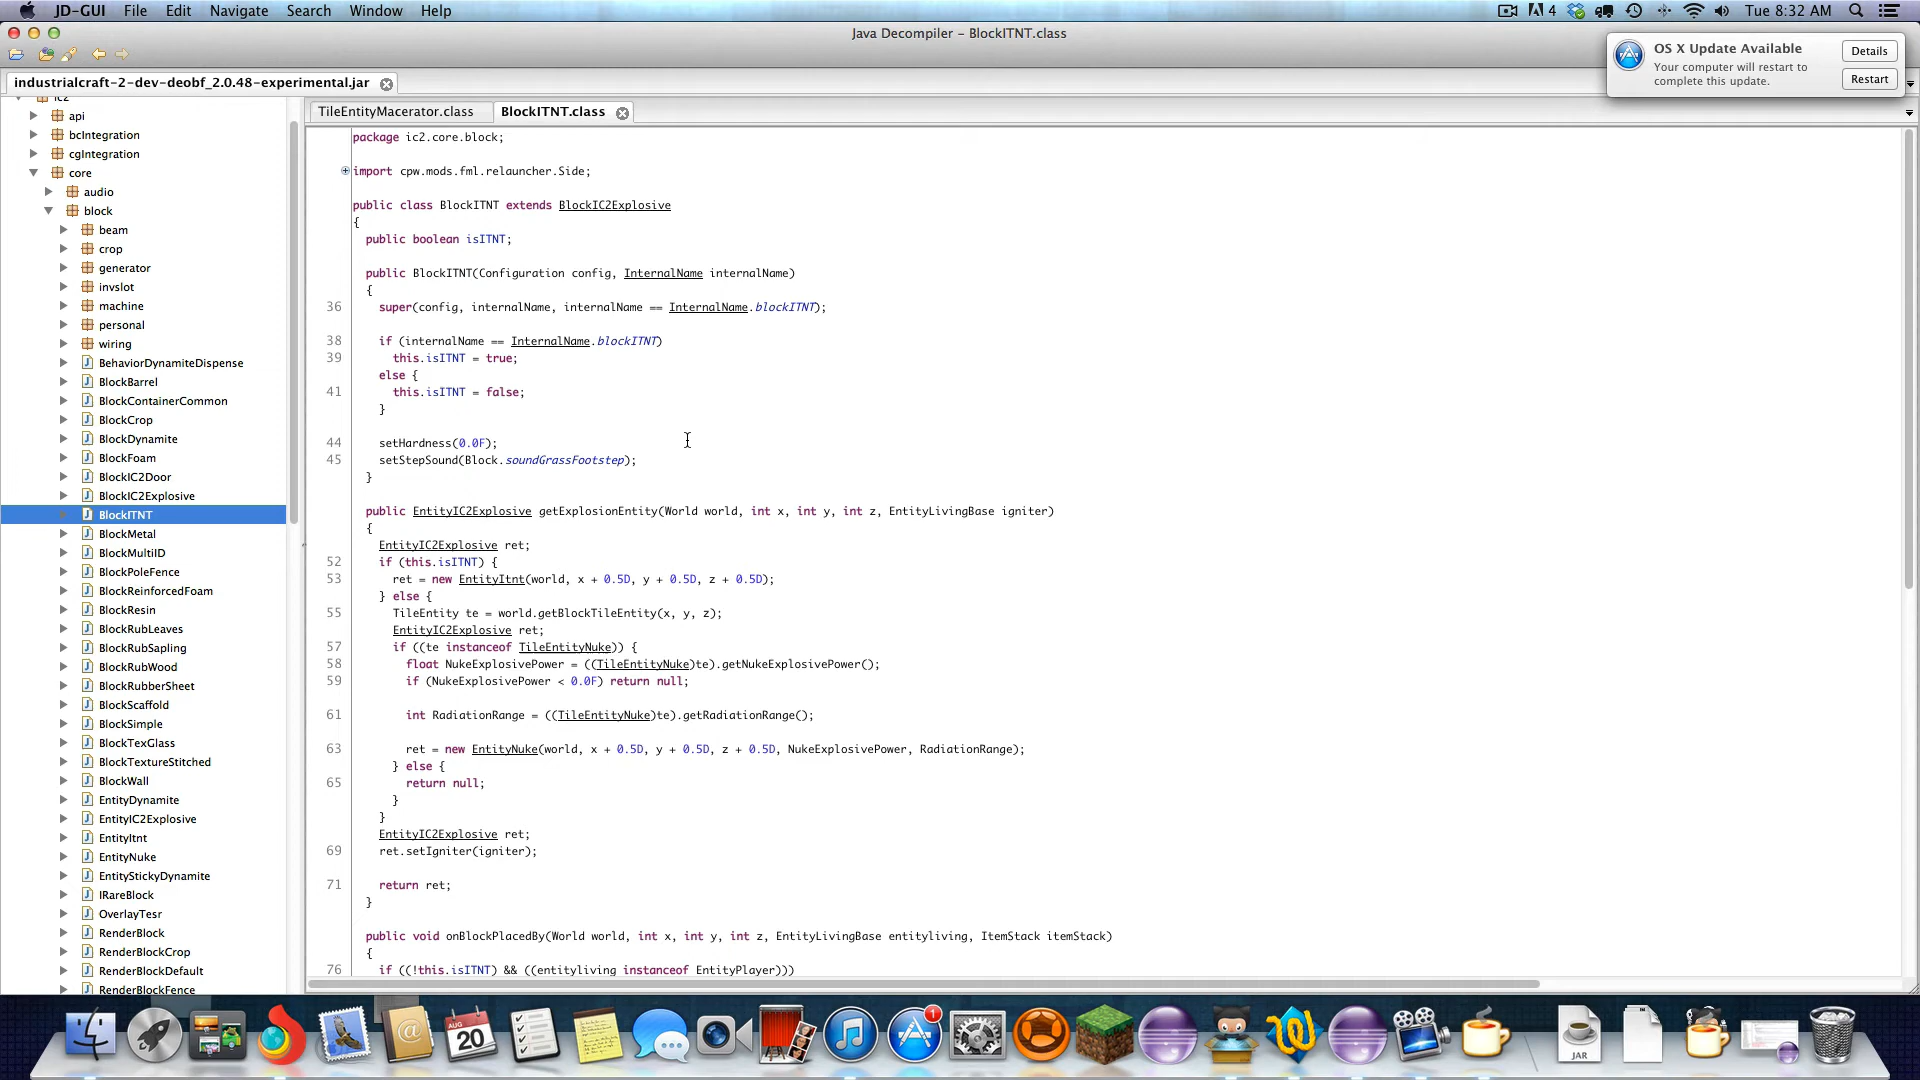 JD-GUI File Edit Navigate Search Window Help
4 Tue 8:32 AM
Java Decompiler - BlockITNT.class
OS X Update Available
Your computer will restart to
complete this update.
Details
Restart
industrialcraft-2-dev-deobf_2.0.48-experimental.jar
ic2
api
bcIntegration
cgIntegration
core
audio
block
beam
crop
generator
invslot
machine
personal
wiring
BehaviorDynamiteDispense
BlockBarrel
BlockContainerCommon
BlockCrop
BlockDynamite
BlockFoam
BlockIC2Door
BlockIC2Explosive
BlockITNT
BlockMetal
BlockMultiID
BlockPoleFence
BlockReinforcedFoam
BlockResin
BlockRubLeaves
BlockRubSapling
BlockRubWood
BlockRubberSheet
BlockScaffold
BlockSimple
BlockTexGlass
BlockTextureStitched
BlockWall
EntityDynamite
EntityIC2Explosive
EntityItnt
EntityNuke
EntityStickyDynamite
IRareBlock
OverlayTesr
RenderBlock
RenderBlockCrop
RenderBlockDefault
RenderBlockFence
TileEntityMacerator.class BlockITNT.class
package ic2.core.block;
import cpw.mods.fml.relauncher.Side;
public class BlockITNT extends BlockIC2Explosive
{
public boolean isITNT;
public BlockITNT(Configuration config, InternalName internalName)
{
36 super(config, internalName, internalName == InternalName.blockITNT);
38 if (internalName == InternalName.blockITNT)
39 this.isITNT = true;
else {
41 this.isITNT = false;
}
44 setHardness(0.0F);
45 setStepSound(Block.soundGrassFootstep);
}
public EntityIC2Explosive getExplosionEntity(World world, int x, int y, int z, EntityLivingBase igniter)
{
EntityIC2Explosive ret;
52 if (this.isITNT) {
53 ret = new EntityItnt(world, x + 0.5D, y + 0.5D, z + 0.5D);
} else {
55 TileEntity te = world.getBlockTileEntity(x, y, z);
EntityIC2Explosive ret;
57 if ((te instanceof TileEntityNuke)) {
58 float NukeExplosivePower = ((TileEntityNuke)te).getNukeExplosivePower();
59 if (NukeExplosivePower < 0.0F) return null;
61 int RadiationRange = ((TileEntityNuke)te).getRadiationRange();
63 ret = new EntityNuke(world, x + 0.5D, y + 0.5D, z + 0.5D, NukeExplosivePower, RadiationRange);
} else {
65 return null;
}
}
EntityIC2Explosive ret;
69 ret.setIgniter(igniter);
71 return ret;
}
public void onBlockPlacedBy(World world, int x, int y, int z, EntityLivingBase entityliving, ItemStack itemStack)
{
76 if ((!this.isITNT) && ((entityliving instanceof EntityPlayer)))
AUG
20
1
JAR